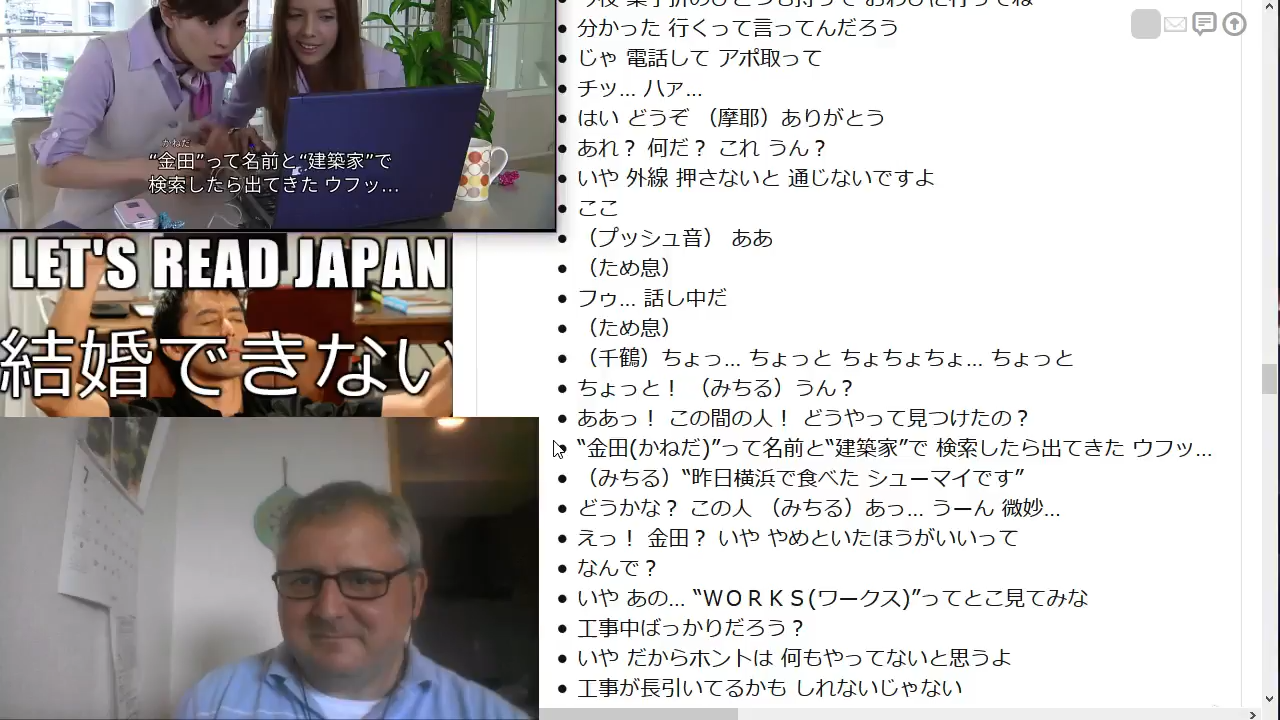 かねだ
“金田”って名前と“建築家”で
検索したら出てきた ウフッ…
LET'S READ JAPAN
結婚できない
分かった 行くって言ってんだろう
じゃ 電話して アポ取って
チッ… ハァ…
はい どうぞ （摩耶）ありがとう
あれ？ 何だ？ これ うん？
いや 外線 押さないと 通じないですよ
ここ
（プッシュ音） ああ
（ため息）
フゥ… 話し中だ
（ため息）
（千鶴）ちょっ… ちょっと ちょちょちょ… ちょっと
ちょっと！ （みちる）うん？
ああっ！ この間の人！ どうやって見つけたの？
“金田(かねだ)”って名前と“建築家”で 検索したら出てきた ウフッ…
（みちる）“昨日横浜で食べた シューマイです”
どうかな？ この人 （みちる）あっ… うーん 微妙…
えっ！ 金田？ いや やめといたほうがいいって
なんで？
いや あの… “ＷＯＲＫＳ(ワークス)”ってとこ見てみな
工事中ばっかりだろう？
いや だからホントは 何もやってないと思うよ
工事が長引いてるかも しれないじゃない